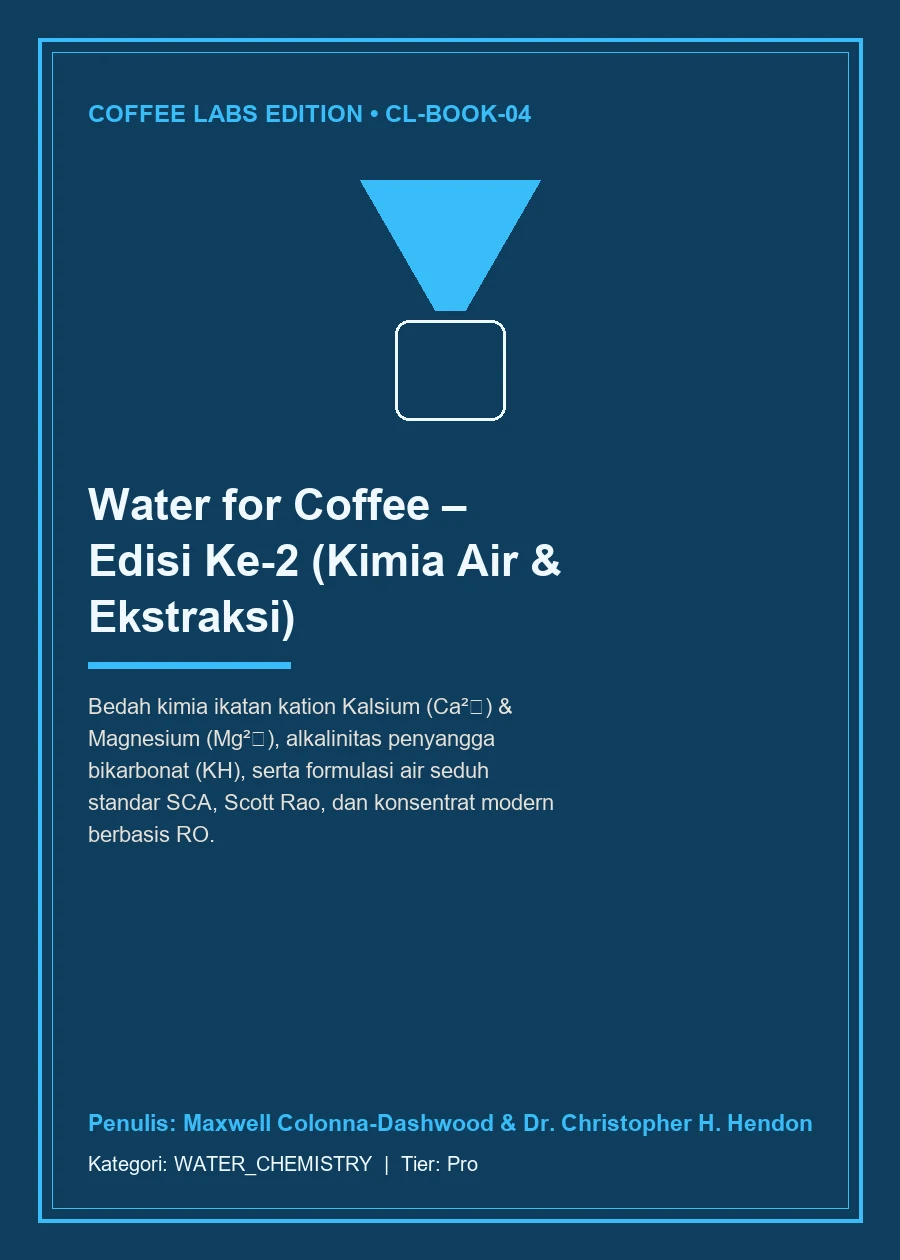 COFFEE LABS EDITION • CL-BOOK-04
Water for Coffee –
Edisi Ke-2 (Kimia Air &
Ekstraksi)
Bedah kimia ikatan kation Kalsium (Ca²□) &
Magnesium (Mg²□), alkalinitas penyangga
bikarbonat (KH), serta formulasi air seduh
standar SCA, Scott Rao, dan konsentrat modern
berbasis RO.
Penulis: Maxwell Colonna-Dashwood & Dr. Christopher H. Hendon
Kategori: WATER_CHEMISTRY | Tier: Pro